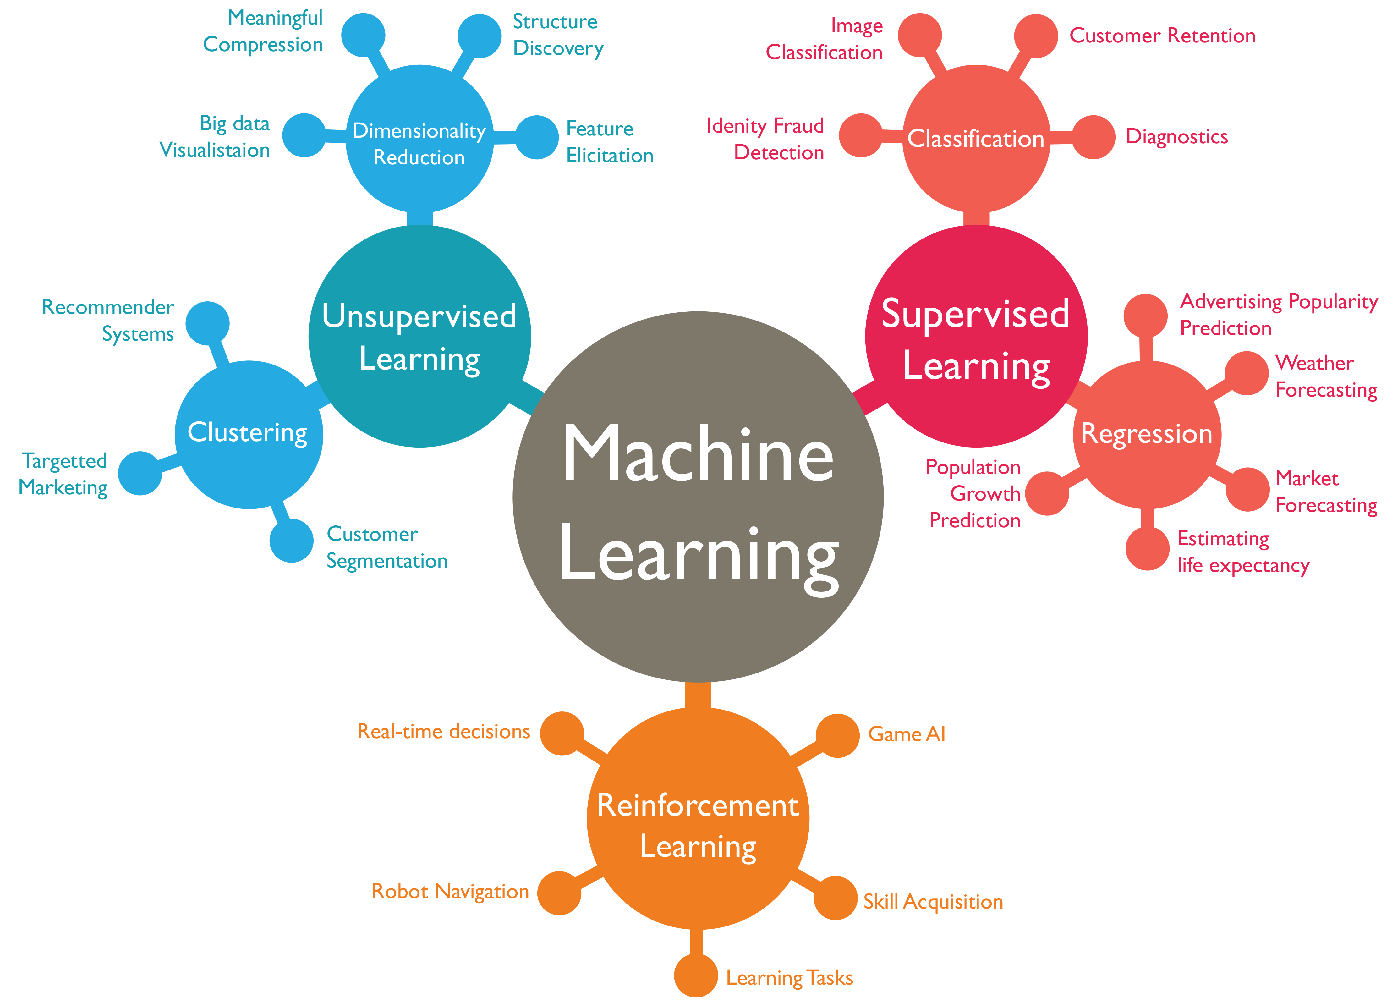 Meaningful
Compression
Structure
Discovery
Big data
Visualistaion
Dimensionality
Reduction
Feature
Elicitation
Image
Classification
Customer Retention
Idenity Fraud
Detection
Classification
Diagnostics
Recommender
Systems
Unsupervised
Learning
Clustering
Targetted
Marketing
Customer
Segmentation
Machine
Learning
Supervised
Learning
Advertising Popularity
Prediction
Weather
Forecasting
Regression
Population
Growth
Prediction
Market
Forecasting
Estimating
life expectancy
Real-time decisions
Game AI
Reinforcement
Learning
Robot Navigation
Skill Acquisition
Learning Tasks